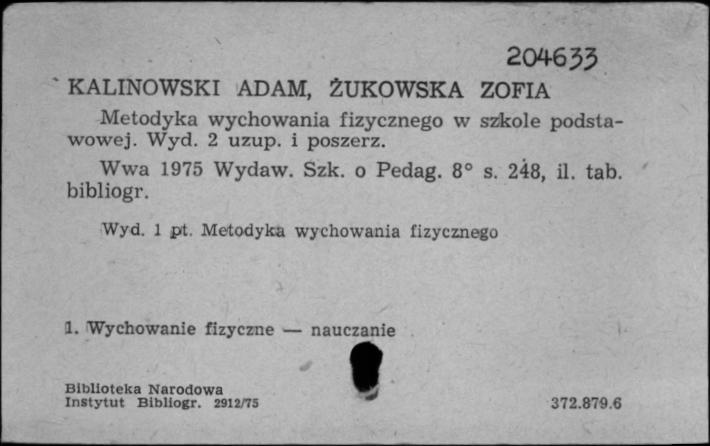 204633
KALINOWSKI ADAM, ŻUKOWSKA ZOFIA
Metodyka wychowania fizycznego w szkole podsta-
wowej. Wyd. 2 uzup. i poszerz.
Wwa 1975 Wydaw. Szk. o Pedag. 8° s. 248, il. tab.
bibliogr.
Wyd. 1 pt. Metodyka wychowania fizycznego
1. Wychowanie fizyczne — nauczanie
Biblioteka Narodowa
Instytut Bibliogr. 2912/75
372.879.6